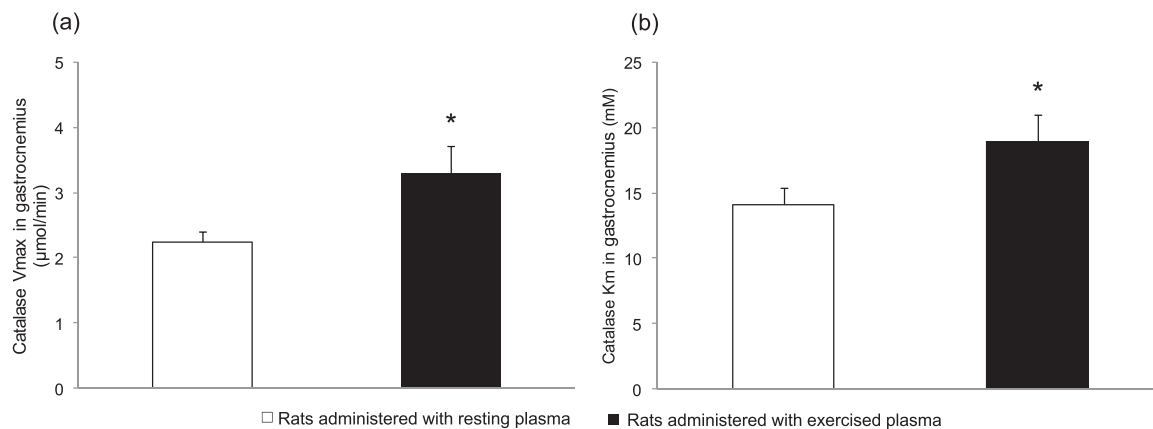 (a)
Catalase Vmax in gastrocnemius
(µmol/min)
5
4
3
2
1
0
*
(b)
Catalase Km in gastrocnemius (mM)
25
20
15
10
5
0
*
Rats administered with resting plasma
Rats administered with exercised plasma